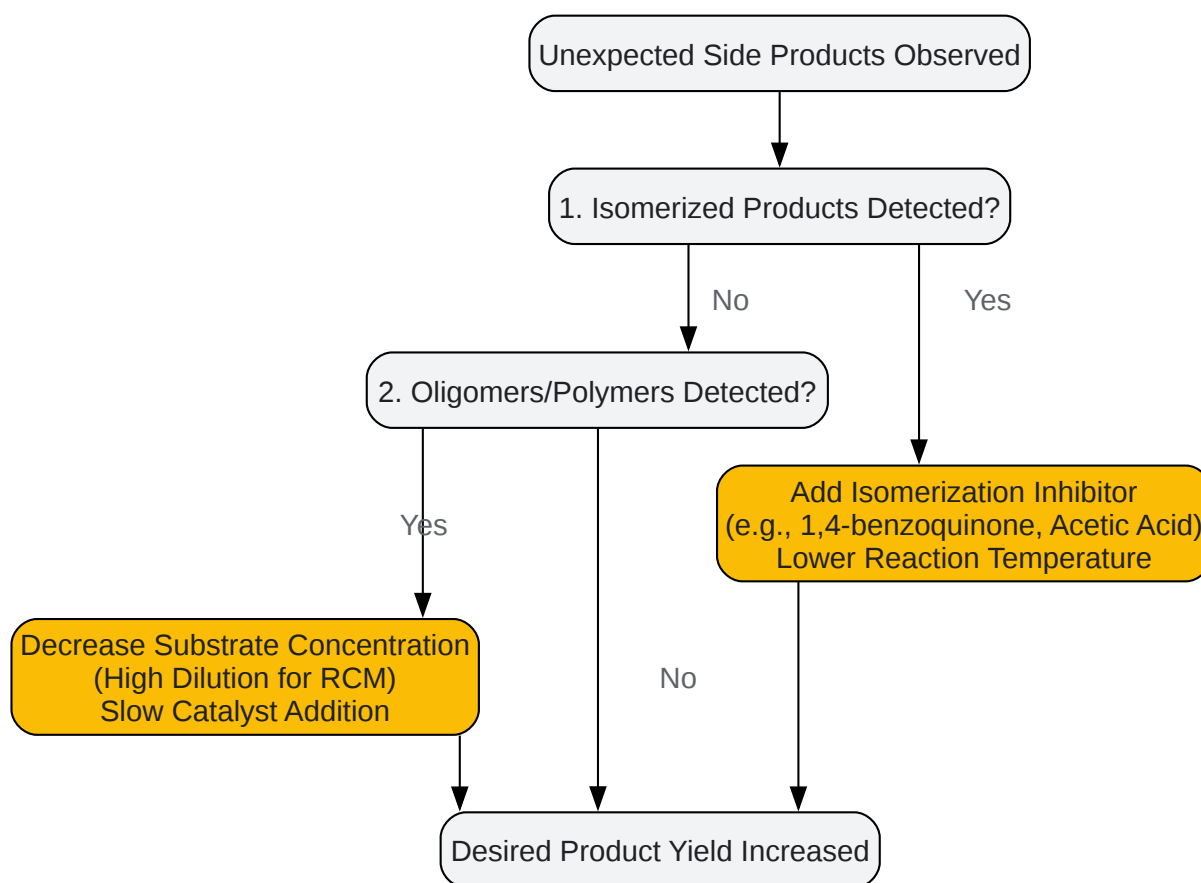 Unexpected Side Products Observed
1. Isomerized Products Detected?
No
Yes
2. Oligomers/Polymers Detected?
Add Isomerization Inhibitor
(e.g., 1,4-benzoquinone, Acetic Acid)
Lower Reaction Temperature
Yes
Decrease Substrate Concentration
(High Dilution for RCM)
Slow Catalyst Addition
No
Desired Product Yield Increased